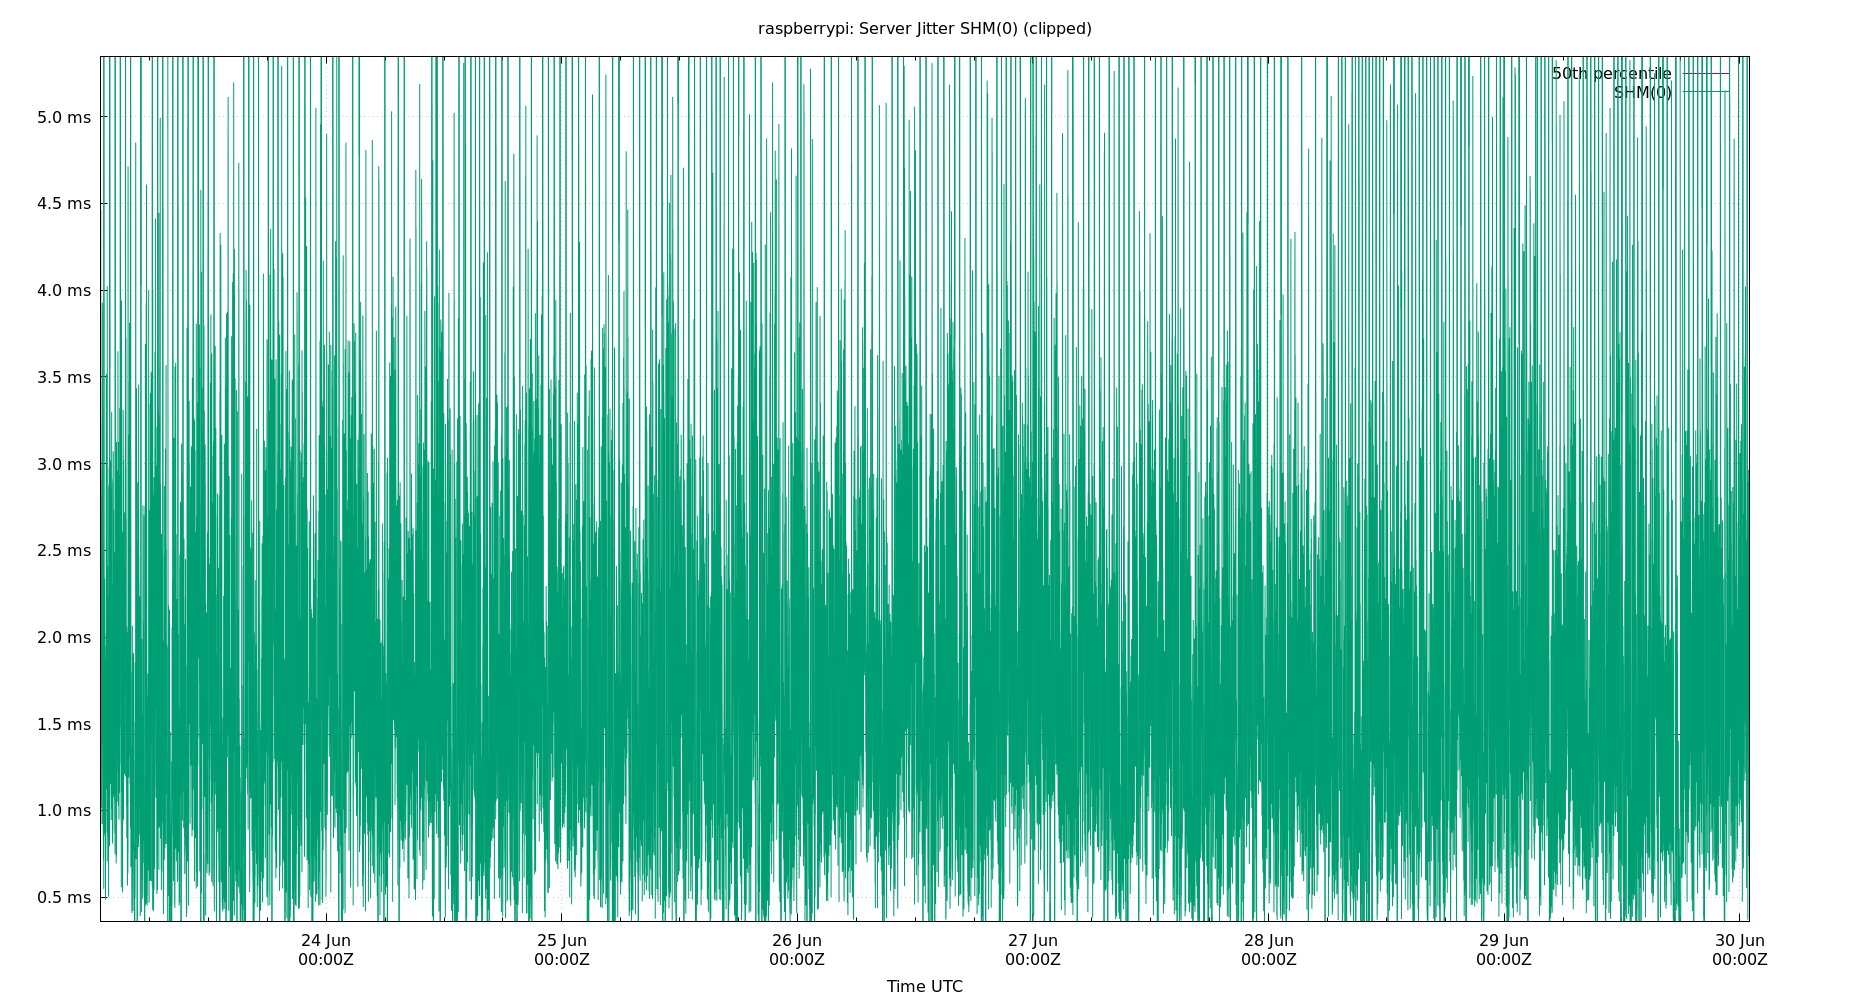 raspberrypi: Server Jitter SHM(0) (clipped)
50th percentile
SHM(0)
5.0 ms
4.5 ms
4.0 ms
3.5 ms
3.0 ms
2.5 ms
2.0 ms
1.5 ms
1.0 ms
0.5 ms
24 Jun 25 Jun 26 Jun 27 Jun 28 Jun 29 Jun 30 Jun
00:00Z 00:00Z 00:00Z 00:00Z 00:00Z 00:00Z 00:00Z
Time UTC